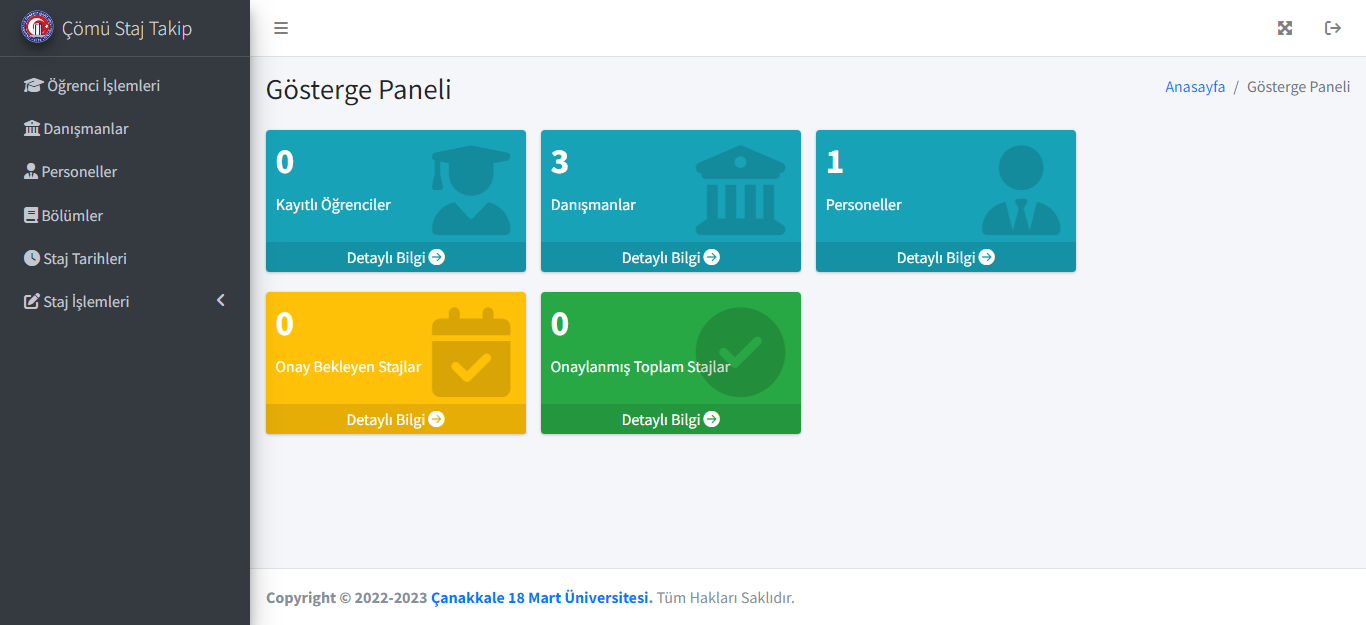 Çömü Staj Takip
Öğrenci İşlemleri
Danışmanlar
Personeller
Bölümler
Staj Tarihleri
Staj İşlemleri
Gösterge Paneli
Anasayfa / Gösterge Paneli
0
Kayıtlı Öğrenciler
Detaylı Bilgi
3
Danışmanlar
Detaylı Bilgi
1
Personeller
Detaylı Bilgi
0
Onay Bekleyen Stajlar
Detaylı Bilgi
0
Onaylanmış Toplam Stajlar
Detaylı Bilgi
Copyright © 2022-2023 Çanakkale 18 Mart Üniversitesi. Tüm Hakları Saklıdır.